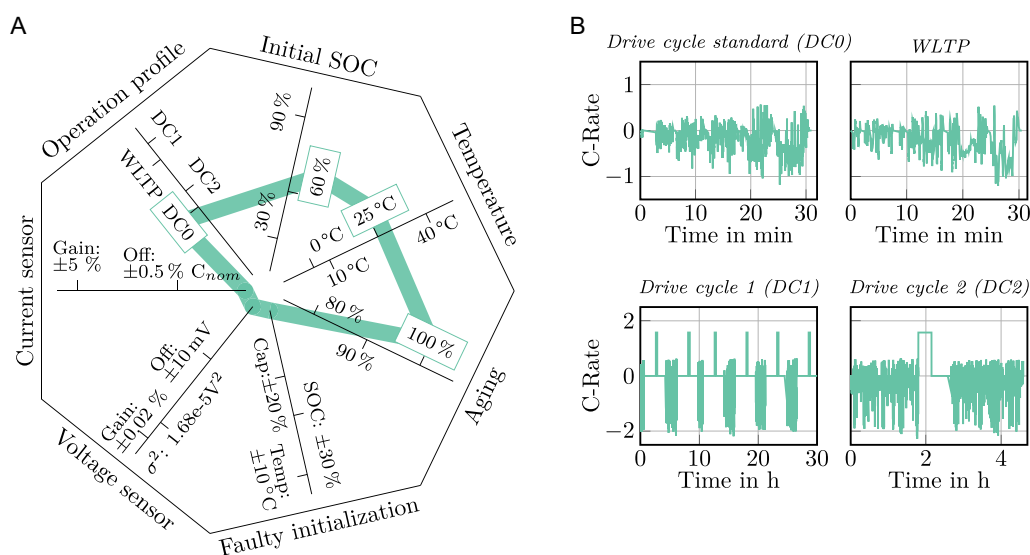 A
Initial SOC
Operation profile
Temperature
Current sensor
Aging
Voltage sensor
Faulty initialization
DC1
WLTP
DC2
DC0
90 %
60 %
30 %
0 °C
10 °C
25 °C
40 °C
80 %
90 %
100 %
Gain:
±5 %
Off:
±0.5 % C_nom
Off:
±10 mV
Gain:
±0.02 %
σ²: 1.68e-5V²
Cap:±20 %
SOC: ±30 %
Temp:
±10°C
B
Drive cycle standard (DC0)
WLTP
C-Rate
1
0
−1
0
10
20
30
Time in min
0
10
20
30
Time in min
Drive cycle 1 (DC1)
Drive cycle 2 (DC2)
C-Rate
2
0
−2
0
10
20
30
Time in h
0
2
4
Time in h